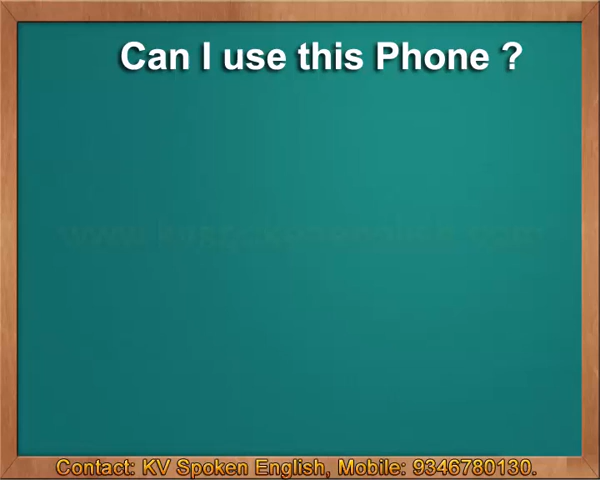 Can I use this Phone ?
Contact: KV Spoken English, Mobile: 9346780130.